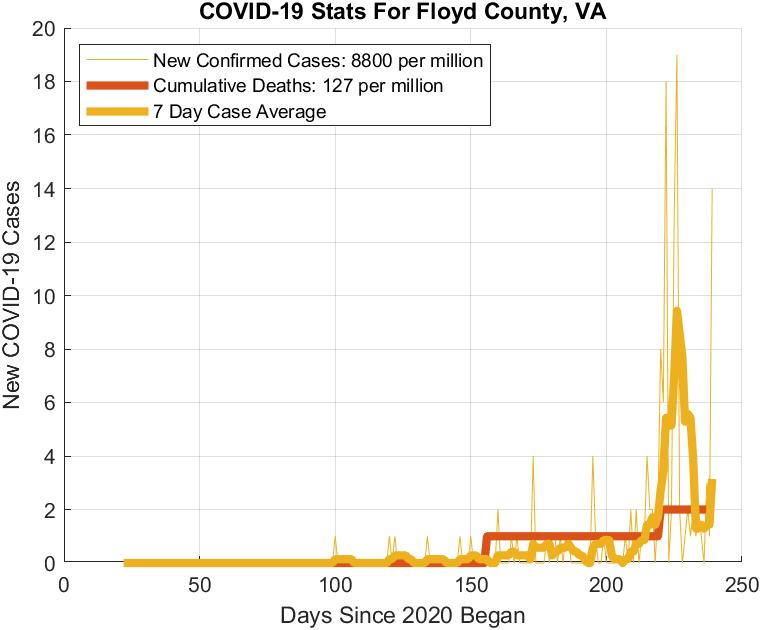 COVID-19 Stats For Floyd County, VA
New Confirmed Cases: 8800 per million
Cumulative Deaths: 127 per million
7 Day Case Average
New COVID-19 Cases
20
18
16
14
12
10
8
6
4
2
0
0 50 100 150 200 250
Days Since 2020 Began